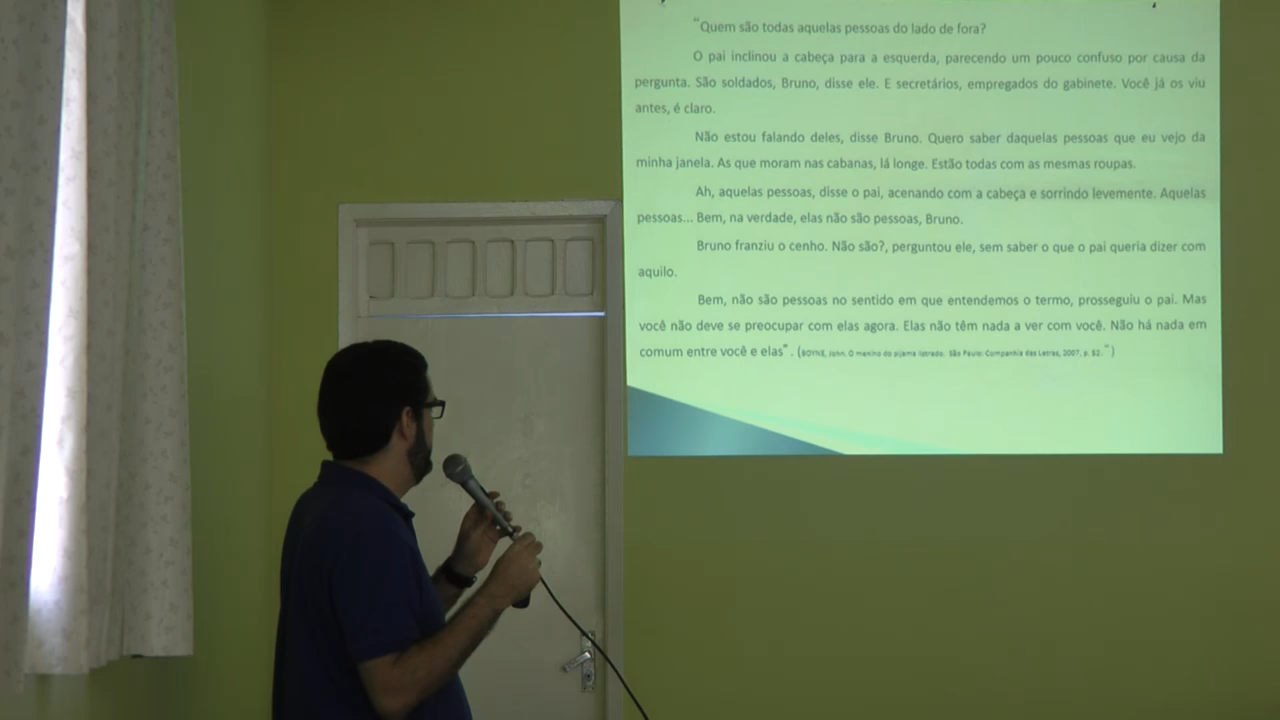 "Quem são todas aquelas pessoas do lado de fora?
O pai inclinou a cabeça para a esquerda, parecendo um pouco confuso por causa da
pergunta. São soldados, Bruno, disse ele. E secretários, empregados do gabinete. Você já os viu
antes, é claro.
Não estou falando deles, disse Bruno. Quero saber daquelas pessoas que eu vejo da
minha janela. As que moram nas cabanas, lá longe. Estão todas com as mesmas roupas.
Ah, aquelas pessoas, disse o pai, acenando com a cabeça e sorrindo levemente. Aquelas
pessoas... Bem, na verdade, elas não são pessoas, Bruno.
Bruno franziu o cenho. Não são?, perguntou ele, sem saber o que o pai queria dizer com
aquilo.
Bem, não são pessoas no sentido em que entendemos o termo, prosseguiu o pai. Mas
você não deve se preocupar com elas agora. Elas não têm nada a ver com você. Não há nada em
comum entre você e elas" . (BOYNE, John. O menino do pijama listrado. São Paulo: Companhia das Letras, 2007, p. 52. ")